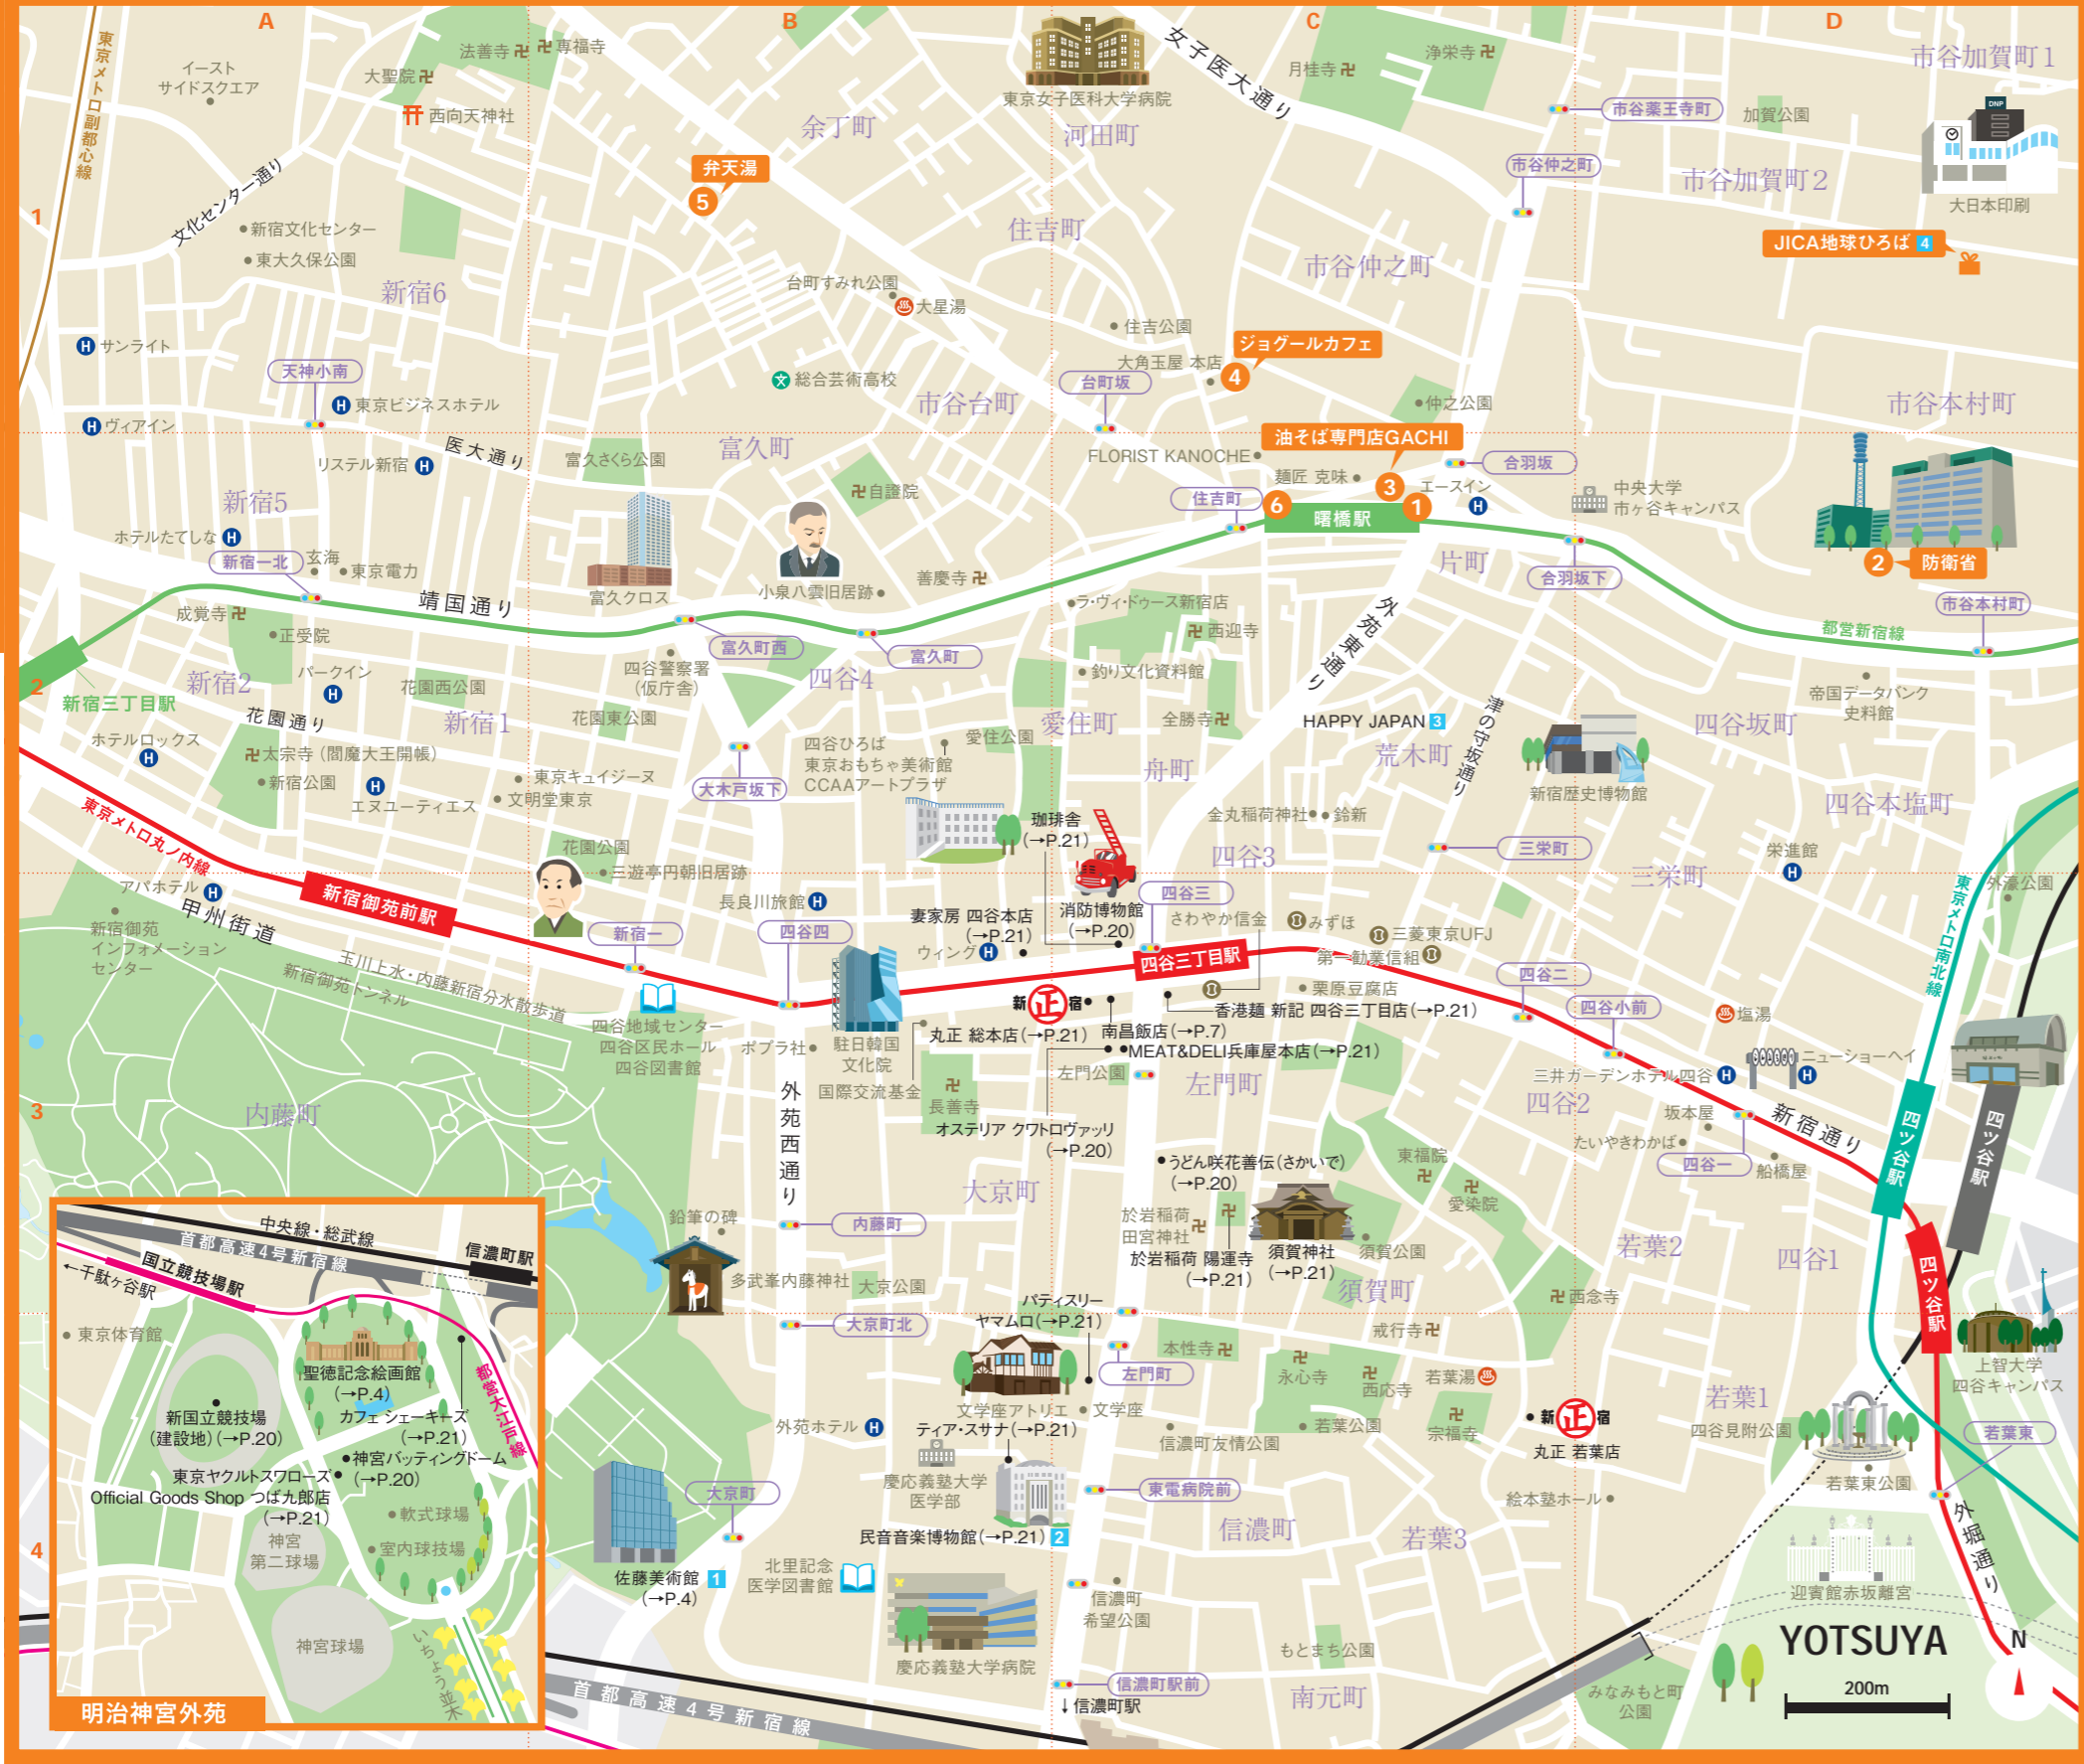 A
B
C
D
1
2
3
4
東京メトロ副都心線
イースト
サイドスクエア
大聖院
法善寺
専福寺
西向天神社
文化センター通り
新宿文化センター
東大久保公園
新宿6
サンライト
天神小南
東京ビジネスホテル
ヴィアイン
余丁町
弁天湯
5
台町すみれ公園
大星湯
総合芸術高校
市谷台町
東京女子医科大学病院
河田町
女子医大通り
住吉町
住吉公園
大角玉屋 本店
ジョグールカフェ
4
台町坂
月桂寺
浄栄寺
市谷仲之町
市谷仲之町
仲之公園
市谷薬王寺町
加賀公園
市谷加賀町1
市谷加賀町2
DNP
大日本印刷
JICA地球ひろば 4
市谷本村町
リステル新宿
医大通り
新宿5
ホテルたてしな
新宿一北
玄海
東京電力
靖国通り
成覚寺
正受院
新宿三丁目駅
新宿2
パークイン
花園西公園
花園通り
新宿1
ホテルロックス
太宗寺(閻魔大王開帳)
新宿公園
エヌユーティエス
東京キュイジーヌ
文明堂東京
東京メトロ丸ノ内線
富久さくら公園
富久町
自證院
富久クロス
小泉八雲旧居跡
善慶寺
富久町西
富久町
四谷警察署
(仮庁舎)
四谷4
花園東公園
大木戸坂下
四谷ひろば
東京おもちゃ美術館
CCAAアートプラザ
愛住公園
花園公園
FLORIST KANOCHE
油そば専門店GACHI
麺匠 克味
3
エースイン
住吉町
6
曙橋駅
1
合羽坂
片町
合羽坂下
中央大学
市ヶ谷キャンパス
2
防衛省
市谷本村町
都営新宿線
ラ・ヴィ・ドゥース新宿店
西迎寺
外苑東通り
釣り文化資料館
愛住町
全勝寺
舟町
HAPPY JAPAN 3
荒木町
津の守坂通り
新宿歴史博物館
四谷坂町
帝国データバンク
史料館
四谷本塩町
金丸稲荷神社
鈴新
四谷3
三栄町
三栄町
栄進館
珈琲舎
(→P.21)
アパホテル
甲州街道
新宿御苑前駅
新宿御苑
インフォメーション
センター
玉川上水・内藤新宿分水散歩道
新宿御苑トンネル
三遊亭円朝旧居跡
新宿一
長良川旅館
四谷四
妻家房 四谷本店
(→P.21)
ウィング
消防博物館
(→P.20)
四谷三
さわやか信金
みずほ
三菱東京UFJ
第一勧業信組
四谷三丁目駅
四谷二
四谷小前
塩湯
東京メトロ南北線
外濠公園
四谷地域センター
四谷区民ホール
四谷図書館
ポプラ社
駐日韓国
文化院
国際交流基金
新 正 宿
丸正 総本店(→P.21)
南昌飯店(→P.7)
栗原豆腐店
香港麺 新記 四谷三丁目店(→P.21)
MEAT&DELI兵庫屋本店(→P.21)
左門公園
左門町
長善寺
オステリア クワトロヴァッリ
(→P.20)
三井ガーデンホテル四谷
ニューショーヘイ
四谷2
坂本屋
新宿通り
たいやきわかば
四谷一
船橋屋
四ツ谷駅
四ツ谷駅
四ツ谷駅
内藤町
外苑西通り
大京町
うどん咲花善伝(さかいで)
(→P.20)
東福院
愛染院
内藤町
鉛筆の碑
多武峯内藤神社
大京公園
於岩稲荷
田宮神社
於岩稲荷 陽運寺
(→P.21)
須賀神社
(→P.21)
須賀公園
須賀町
若葉2
四谷1
西念寺
大京町北
パティスリー
ヤマムロ(→P.21)
左門町
本性寺
戒行寺
永心寺
西応寺
若葉湯
上智大学
四谷キャンパス
文学座アトリエ
文学座
外苑ホテル
ティア・スサナ(→P.21)
慶応義塾大学
医学部
信濃町友情公園
若葉公園
宗福寺
新 正 宿
丸正 若葉店
若葉1
四谷見附公園
若葉東
若葉東公園
大京町
東電病院前
絵本塾ホール
外堀通り
佐藤美術館 1
(→P.4)
民音音楽博物館(→P.21) 2
信濃町
若葉3
北里記念
医学図書館
信濃町
希望公園
慶応義塾大学病院
もとまち公園
迎賓館赤坂離宮
信濃町駅前
↓信濃町駅
南元町
みなみもと町
公園
首都高速4号新宿線
YOTSUYA
200m
N
中央線・総武線
首都高速4号新宿線
信濃町駅
国立競技場駅
←千駄ヶ谷駅
東京体育館
聖徳記念絵画館
(→P.4)
都営大江戸線
新国立競技場
(建設地)(→P.20)
カフェ シェーキーズ
(→P.21)
神宮バッティングドーム
(→P.20)
東京ヤクルトスワローズ
Official Goods Shop つば九郎店
(→P.21)
軟式球場
神宮
第二球場
室内球技場
神宮球場
いちょう並木
明治神宮外苑